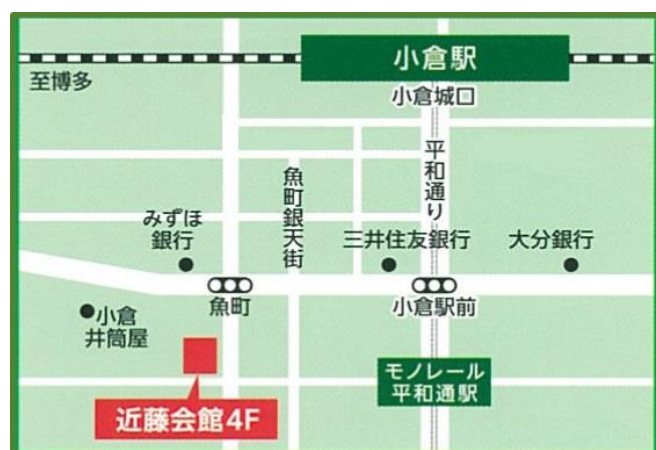 小倉駅
至博多
小倉城口
平和通り
魚町銀天街
みずほ
銀行
三井住友銀行
大分銀行
魚町
小倉駅前
小倉
井筒屋
モノレール
平和通駅
近藤会館4F